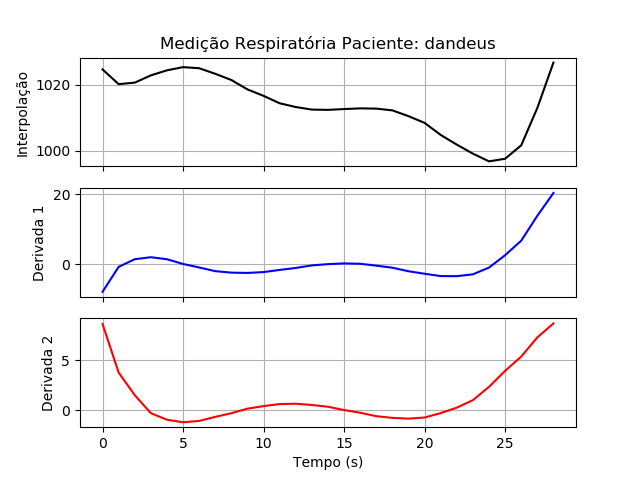 Medição Respiratória Paciente: dandeus
Interpolação
1020
1000
Derivada 1
20
0
Derivada 2
5
0
0 5 10 15 20 25
Tempo (s)